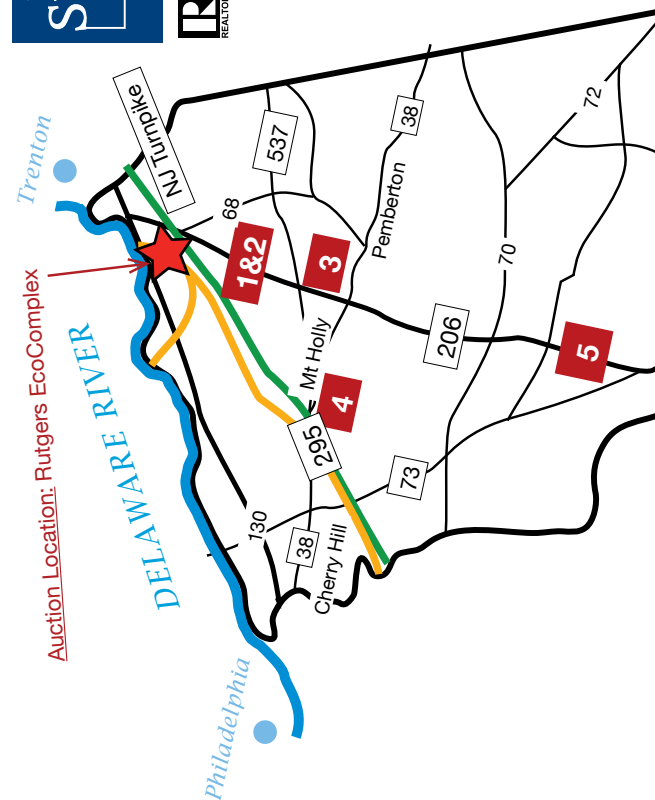 REALTOR
Trenton
NJ Turnpike
Auction Location: Rutgers EcoComplex
DELAWARE RIVER
Philadelphia
537
38
72
68
1&2
3
Pemberton
70
206
5
Mt Holly
4
295
73
130
38
Cherry Hill